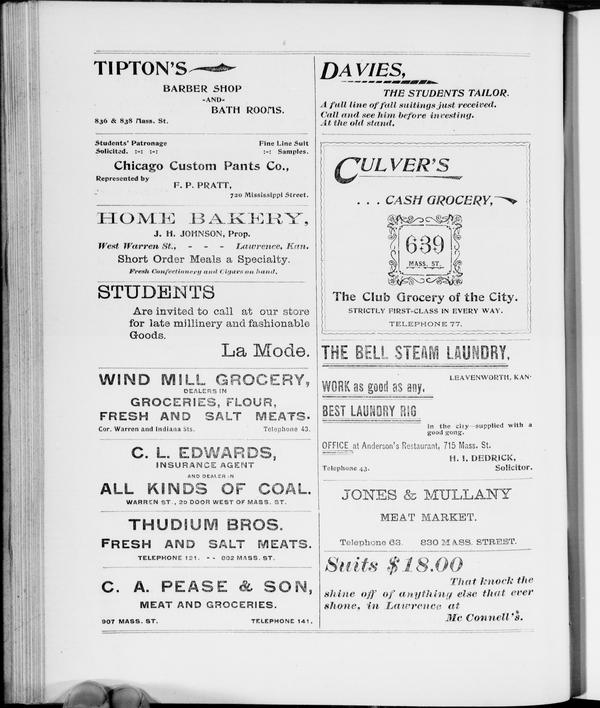 TIPTON'S
BARBER SHOP
-AND-
BATH ROOMS.
836 & 838 Mass. St.
Students' Patronage Fine Line Suit
Solicited. :-: :-: :-: Samples.
Chicago Custom Pants Co.,
Represented by
F. P. PRATT,
720 Mississippi Street.
HOME BAKERY,
J. H. JOHNSON, Prop.
West Warren St., - - - Lawrence, Kan.
Short Order Meals a Specialty.
Fresh Confectionery and Cigars on hand.
STUDENTS
Are invited to call at our store
for late millinery and fashionable
Goods.
La Mode.
WIND MILL GROCERY,
DEALERS IN
GROCERIES, FLOUR,
FRESH AND SALT MEATS.
Cor. Warren and Indiana Sts. Telephone 43.
C. L. EDWARDS,
INSURANCE AGENT
AND DEALER IN
ALL KINDS OF COAL.
WARREN ST., 2D DOOR WEST OF MASS. ST.
THUDIUM BROS.
FRESH AND SALT MEATS.
TELEPHONE 121. - - 802 MASS. ST.
C. A. PEASE & SON,
MEAT AND GROCERIES.
907 MASS. ST. TELEPHONE 141.
DAVIES,
THE STUDENTS TAILOR.
A full line of fall suitings just received.
Call and see him before investing.
At the old stand.
CULVER'S
. . . CASH GROCERY,
639
MASS. ST.
The Club Grocery of the City.
STRICTLY FIRST-CLASS IN EVERY WAY.
TELEPHONE 77.
THE BELL STEAM LAUNDRY,
LEAVENWORTH, KAN-
WORK as good as any,
BEST LAUNDRY RIG
in the city—supplied with a
good gong.
OFFICE at Anderson's Restaurant, 715 Mass. St.
H. I. DEDRICK,
Telephone 43. Solicitor.
JONES & MULLANY
MEAT MARKET.
Telephone 63. 830 MASS. STREET.
Suits $18.00
That knock the
shine off of anything else that ever
shone, in Lawrence at
Mc Connell's.